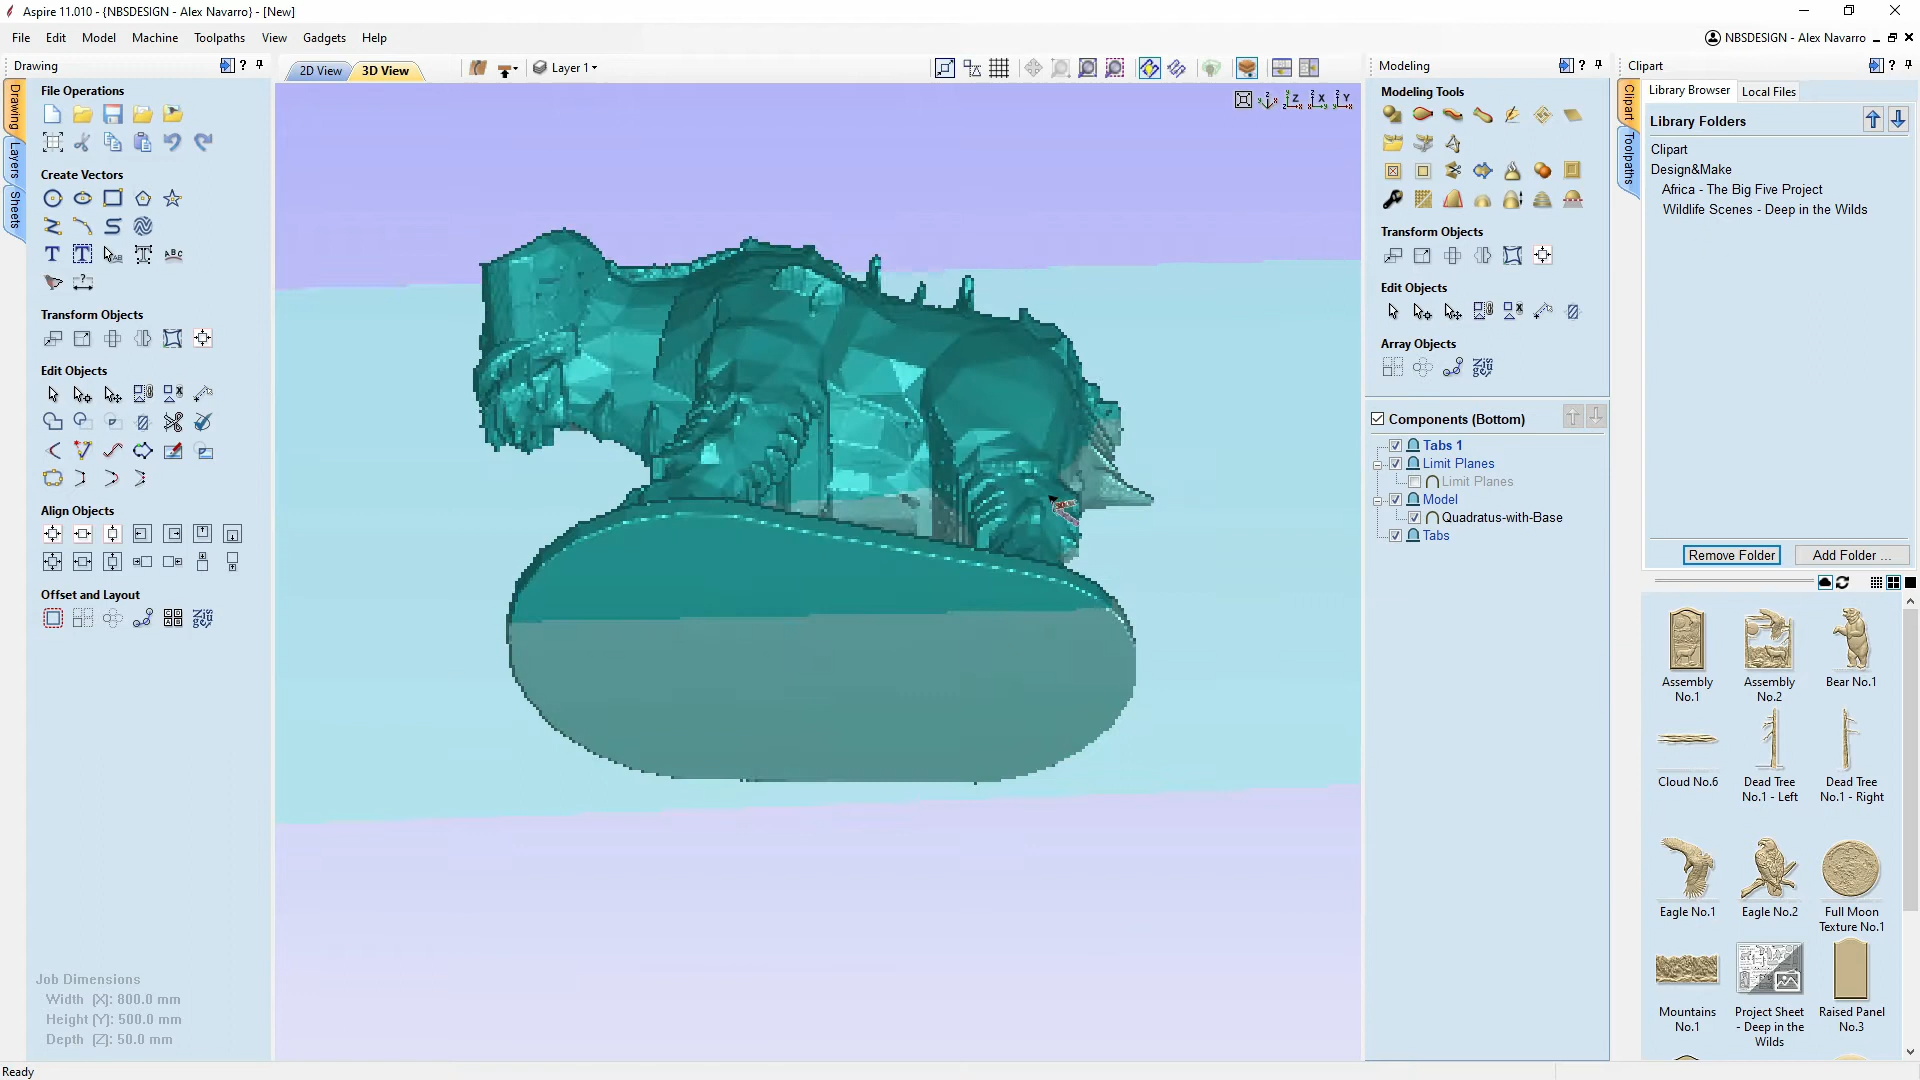 Aspire 11.010 - {NBSDESIGN - Alex Navarro} - [New]
File Edit Model Machine Toolpaths View Gadgets Help
NBSDESIGN - Alex Navarro
Drawing
2D View
3D View
Layer 1
Modeling
Clipart
Drawing
Layers
Sheets
File Operations
Create Vectors
Transform Objects
Edit Objects
Align Objects
Offset and Layout
Job Dimensions
Width (X): 800.0 mm
Height (Y): 500.0 mm
Depth (Z): 50.0 mm
Modeling Tools
Transform Objects
Edit Objects
Array Objects
Components (Bottom)
Tabs 1
Limit Planes
Limit Planes
Model
Quadratus-with-Base
Tabs
Clipart
Toolpaths
Library Browser
Local Files
Library Folders
Clipart
Design&Make
Africa - The Big Five Project
Wildlife Scenes - Deep in the Wilds
Remove Folder
Add Folder ...
Assembly No.1
Assembly No.2
Bear No.1
Cloud No.6
Dead Tree No.1 - Left
Dead Tree No.1 - Right
Eagle No.1
Eagle No.2
Full Moon Texture No.1
Mountains No.1
Project Sheet - Deep in the Wilds
Raised Panel No.3
Ready